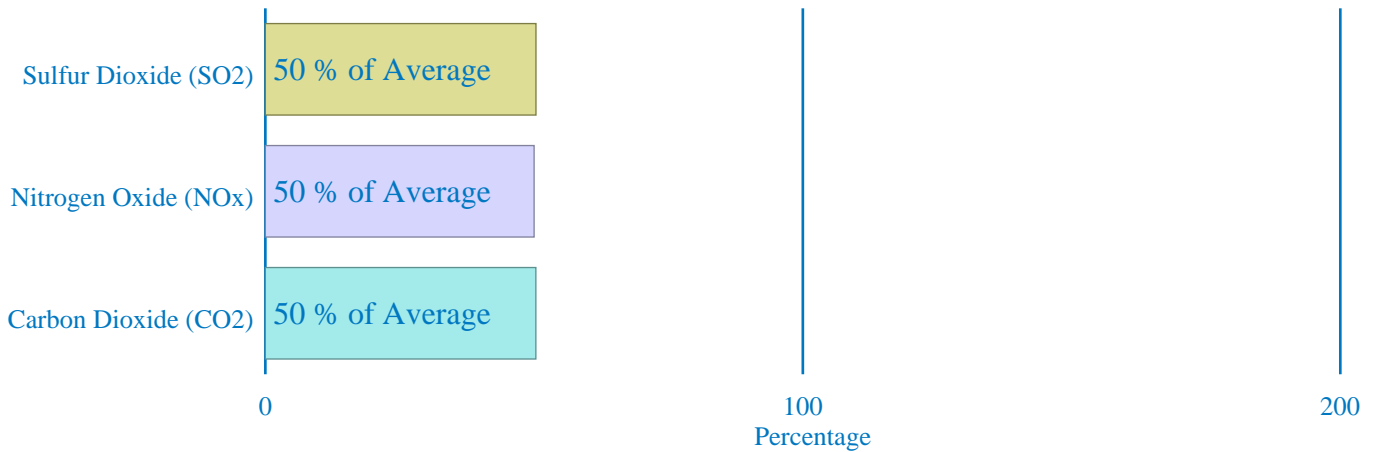 Sulfur Dioxide (SO2) 50 % of Average
Nitrogen Oxide (NOx) 50 % of Average
Carbon Dioxide (CO2) 50 % of Average
0 100 200
Percentage